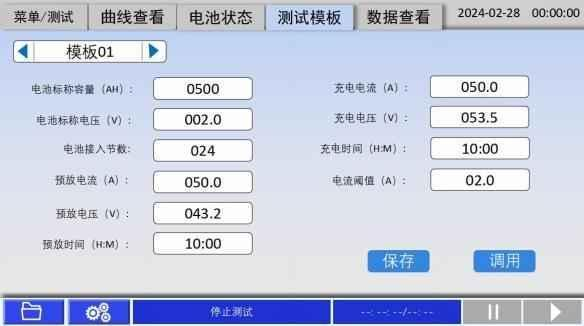 菜单/测试 曲线查看 电池状态 测试模板 数据查看 2024-02-28 00:00:00
模板01
电池标称容量（AH）: 0500
电池标称电压（V）: 002.0
电池接入节数: 024
预放电流（A）: 050.0
预放电压（V）: 043.2
预放时间（H:M）: 10:00
充电电流（A）: 050.0
充电电压（V）: 053.5
充电时间（H:M）: 10:00
电流阈值（A）: 02.0
保存 调用
停止测试 --: --: --/--: --